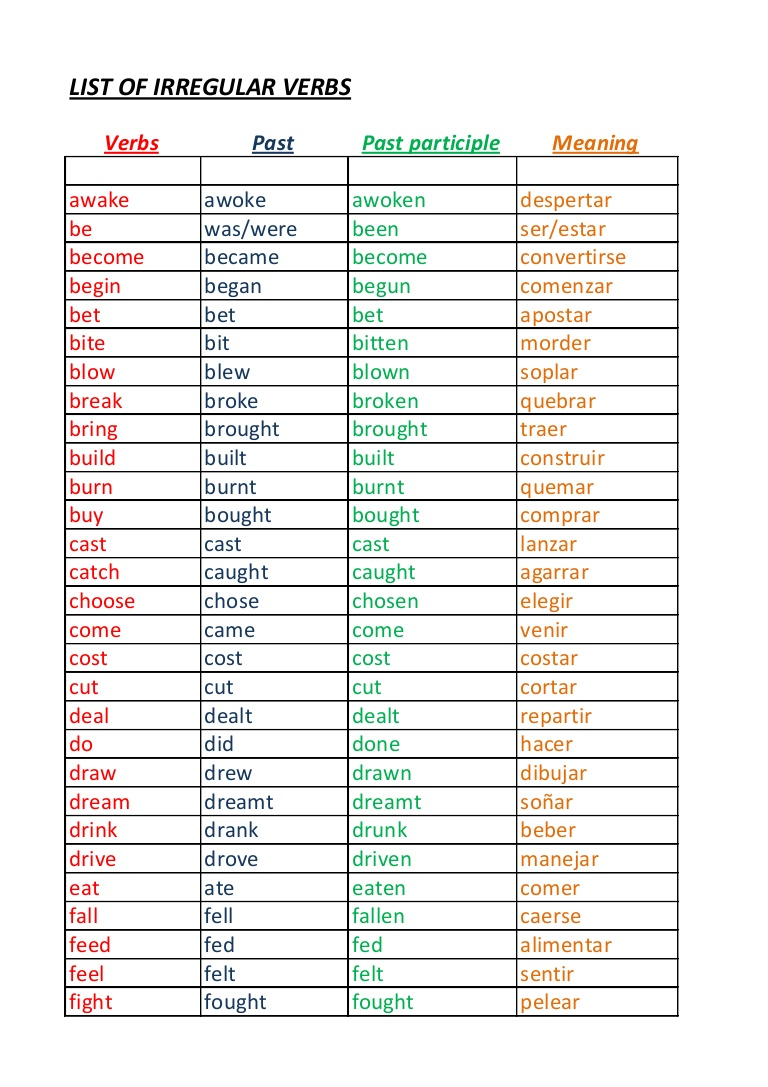 LIST OF IRREGULAR VERBS
Verbs Past Past participle Meaning
awake awoke awoken despertar
be was/were been ser/estar
become became become convertirse
begin began begun comenzar
bet bet bet apostar
bite bit bitten morder
blow blew blown soplar
break broke broken quebrar
bring brought brought traer
build built built construir
burn burnt burnt quemar
buy bought bought comprar
cast cast cast lanzar
catch caught caught agarrar
choose chose chosen elegir
come came come venir
cost cost cost costar
cut cut cut cortar
deal dealt dealt repartir
do did done hacer
draw drew drawn dibujar
dream dreamt dreamt soñar
drink drank drunk beber
drive drove driven manejar
eat ate eaten comer
fall fell fallen caerse
feed fed fed alimentar
feel felt felt sentir
fight fought fought pelear